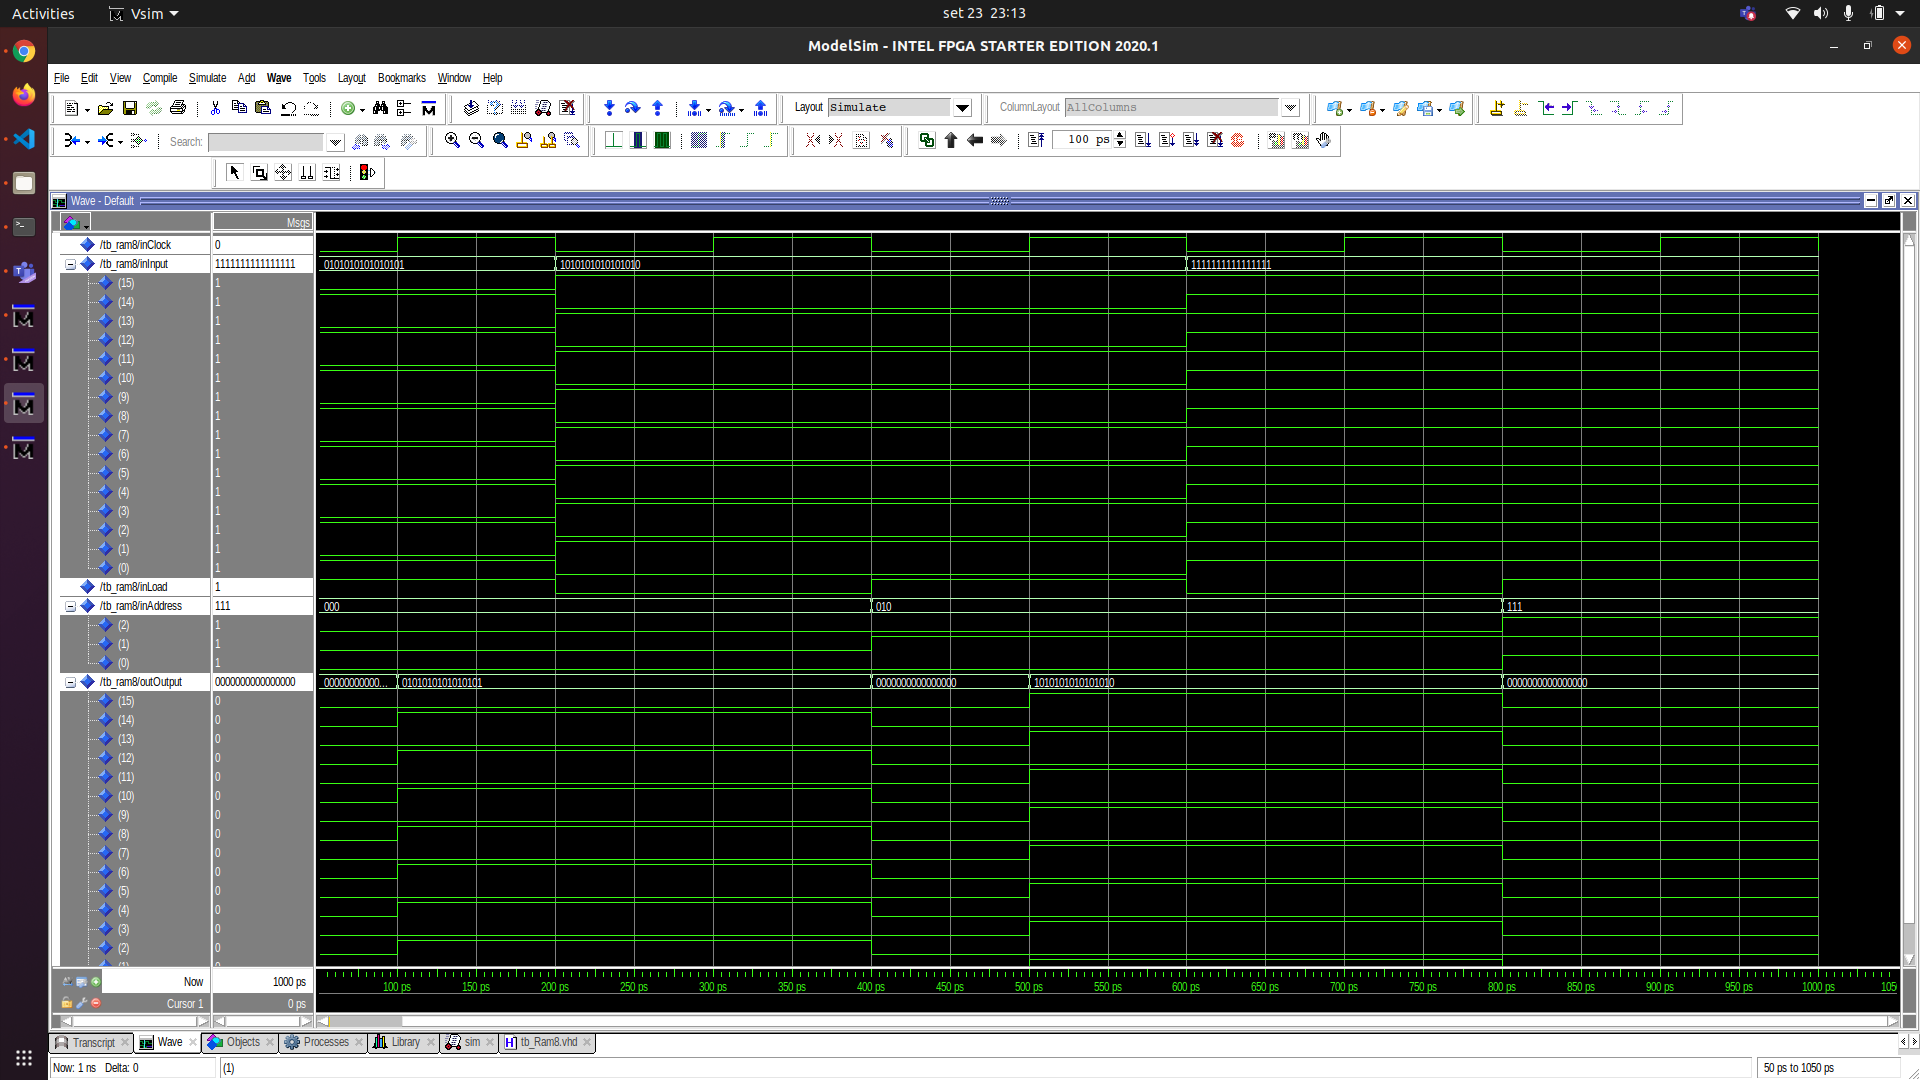 Activities Vsim set 23 23:13
ModelSim - INTEL FPGA STARTER EDITION 2020.1
File Edit View Compile Simulate Add Wave Tools Layout Bookmarks Window Help
Layout Simulate ColumnLayout AllColumns
Search: 100 ps
Wave - Default
Msgs
/tb_ram8/inClock 0
/tb_ram8/inInput 1111111111111111 0101010101010101 1010101010101010 1111111111111111
(15) 1
(14) 1
(13) 1
(12) 1
(11) 1
(10) 1
(9) 1
(8) 1
(7) 1
(6) 1
(5) 1
(4) 1
(3) 1
(2) 1
(1) 1
(0) 1
/tb_ram8/inLoad 1
/tb_ram8/inAddress 111 000 010 111
(2) 1
(1) 1
(0) 1
/tb_ram8/outOutput 0000000000000000 00000000000... 0101010101010101 0000000000000000 1010101010101010 0000000000000000
(15) 0
(14) 0
(13) 0
(12) 0
(11) 0
(10) 0
(9) 0
(8) 0
(7) 0
(6) 0
(5) 0
(4) 0
(3) 0
(2) 0
Now 1000 ps
100 ps 150 ps 200 ps 250 ps 300 ps 350 ps 400 ps 450 ps 500 ps 550 ps 600 ps 650 ps 700 ps 750 ps 800 ps 850 ps 900 ps 950 ps 1000 ps 105
Cursor 1 0 ps
Transcript Wave Objects Processes Library sim tb_Ram8.vhd
Now: 1 ns Delta: 0 (1) 50 ps to 1050 ps